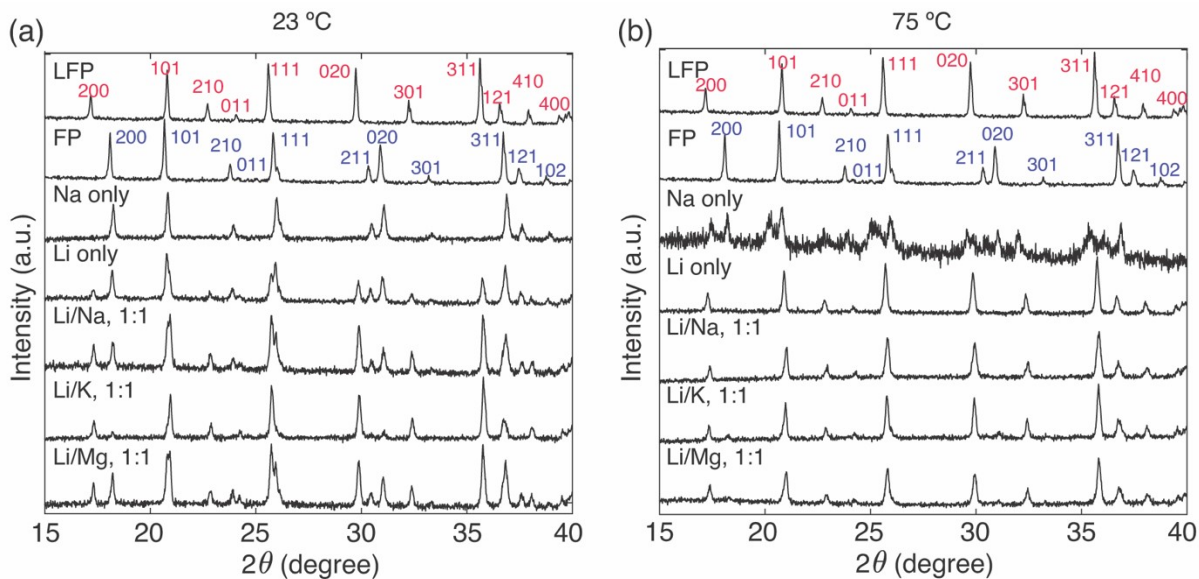 (a)
23 ºC
Intensity (a.u.)
LFP
200
101
210
011
111
020
301
311
121
410
400
FP
200
101
210
011
111
211
020
301
311
121
102
Na only
Li only
Li/Na, 1:1
Li/K, 1:1
Li/Mg, 1:1
15 20 25 30 35 40
2θ (degree)
(b)
75 ºC
Intensity (a.u.)
LFP
200
101
210
011
111
020
301
311
121
410
400
FP
200
101
210
011
111
211
020
301
311
121
102
Na only
Li only
Li/Na, 1:1
Li/K, 1:1
Li/Mg, 1:1
15 20 25 30 35 40
2θ (degree)